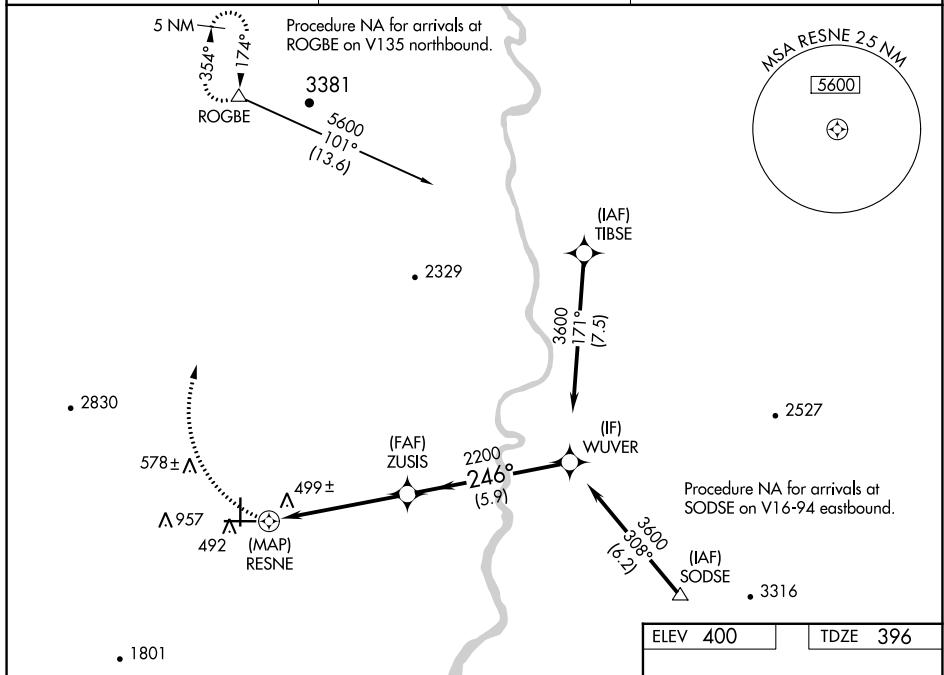 5 NM
Procedure NA for arrivals at
ROGBE on V135 northbound.
354°
174°
ROGBE
3381
5600
101°
(13.6)
MSA RESNE 25 NM
5600
(IAF)
TIBSE
2329
3600
171°
(7.5)
2830
2527
(IF)
WUVER
(FAF)
ZUSIS
2200
246°
(5.9)
578±
499±
957
492
(MAP)
RESNE
Procedure NA for arrivals at
SODSE on V16-94 eastbound.
3600
308°
(6.2)
(IAF)
SODSE
3316
1801
ELEV 400
TDZE 396